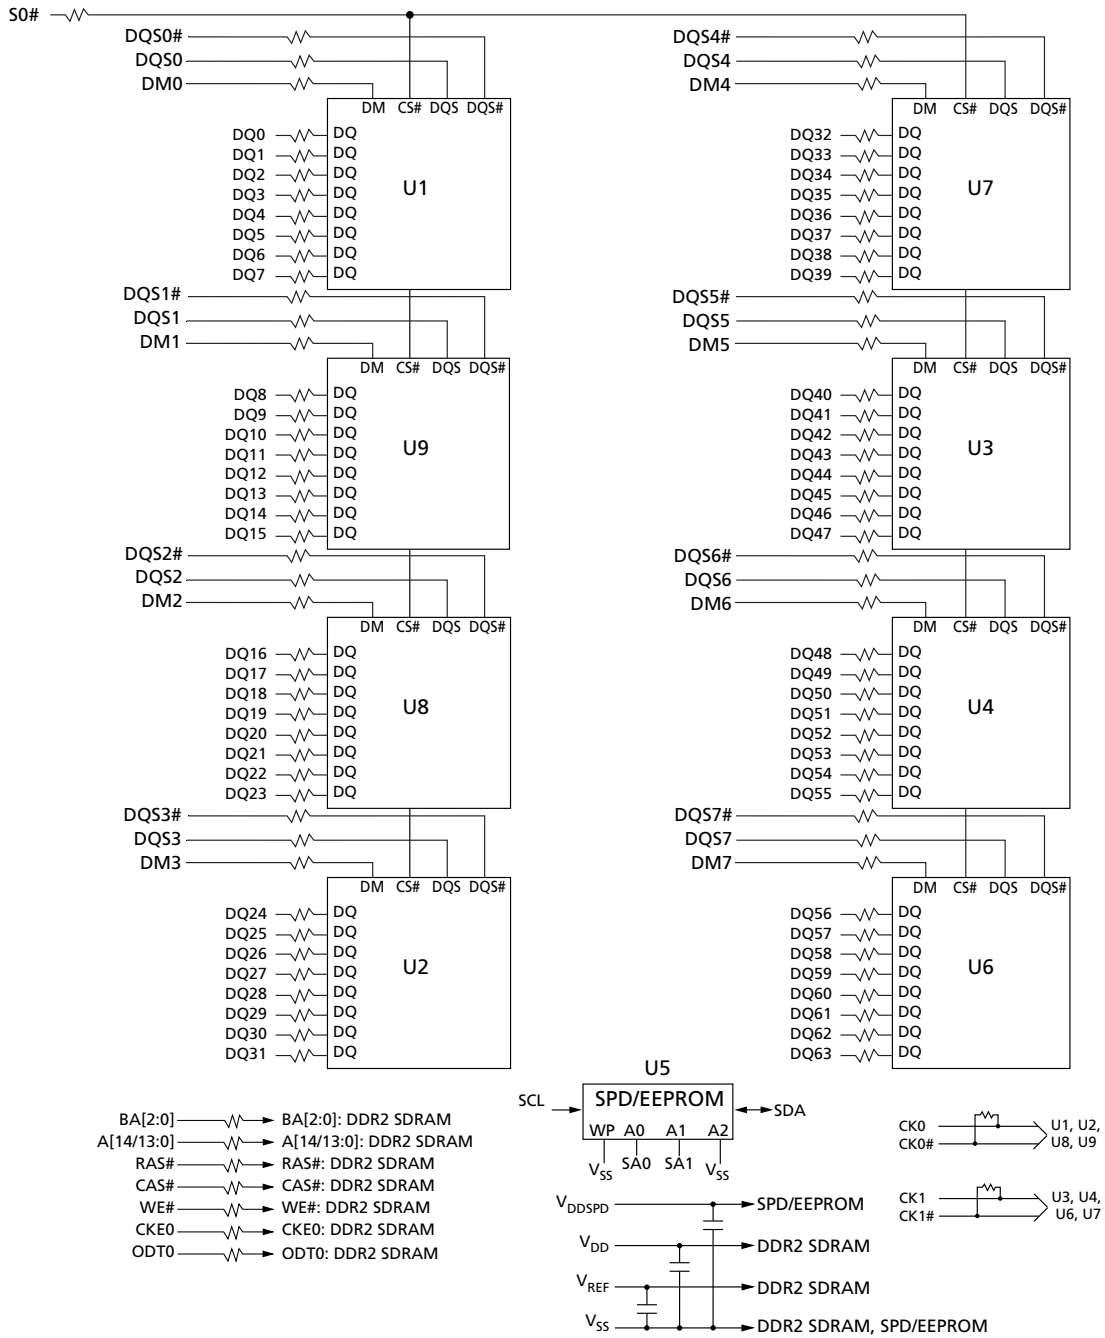 S0#
DQS0#
DQS0
DM0
DM CS# DQS DQS#
DQ0 DQ
DQ1 DQ
DQ2 DQ
DQ3 DQ
DQ4 DQ
DQ5 DQ
DQ6 DQ
DQ7 DQ
U1
DQS1#
DQS1
DM1
DM CS# DQS DQS#
DQ8 DQ
DQ9 DQ
DQ10 DQ
DQ11 DQ
DQ12 DQ
DQ13 DQ
DQ14 DQ
DQ15 DQ
U9
DQS2#
DQS2
DM2
DM CS# DQS DQS#
DQ16 DQ
DQ17 DQ
DQ18 DQ
DQ19 DQ
DQ20 DQ
DQ21 DQ
DQ22 DQ
DQ23 DQ
U8
DQS3#
DQS3
DM3
DM CS# DQS DQS#
DQ24 DQ
DQ25 DQ
DQ26 DQ
DQ27 DQ
DQ28 DQ
DQ29 DQ
DQ30 DQ
DQ31 DQ
U2
DQS4#
DQS4
DM4
DM CS# DQS DQS#
DQ32 DQ
DQ33 DQ
DQ34 DQ
DQ35 DQ
DQ36 DQ
DQ37 DQ
DQ38 DQ
DQ39 DQ
U7
DQS5#
DQS5
DM5
DM CS# DQS DQS#
DQ40 DQ
DQ41 DQ
DQ42 DQ
DQ43 DQ
DQ44 DQ
DQ45 DQ
DQ46 DQ
DQ47 DQ
U3
DQS6#
DQS6
DM6
DM CS# DQS DQS#
DQ48 DQ
DQ49 DQ
DQ50 DQ
DQ51 DQ
DQ52 DQ
DQ53 DQ
DQ54 DQ
DQ55 DQ
U4
DQS7#
DQS7
DM7
DM CS# DQS DQS#
DQ56 DQ
DQ57 DQ
DQ58 DQ
DQ59 DQ
DQ60 DQ
DQ61 DQ
DQ62 DQ
DQ63 DQ
U6
BA[2:0] BA[2:0]: DDR2 SDRAM
A[14/13:0] A[14/13:0]: DDR2 SDRAM
RAS# RAS#: DDR2 SDRAM
CAS# CAS#: DDR2 SDRAM
WE# WE#: DDR2 SDRAM
CKE0 CKE0: DDR2 SDRAM
ODT0 ODT0: DDR2 SDRAM
U5
SCL SPD/EEPROM SDA
WP A0 A1 A2
VSS SA0 SA1 VSS
VDDSPD SPD/EEPROM
VDD DDR2 SDRAM
VREF DDR2 SDRAM
VSS DDR2 SDRAM, SPD/EEPROM
CK0 U1, U2,
CK0# U8, U9
CK1 U3, U4,
CK1# U6, U7